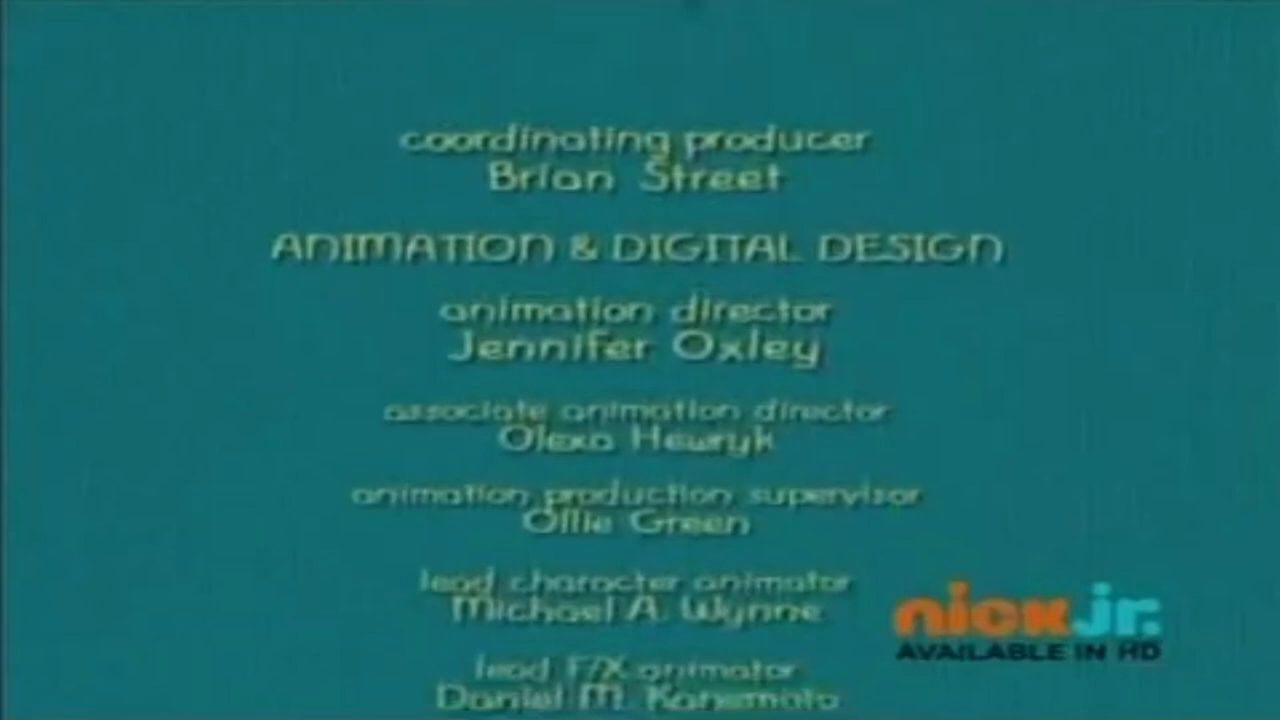 coordinating producer
Brian Street
ANIMATION & DIGITAL DESIGN
animation director
Jennifer Oxley
associate animation director
Olexa Hewryk
animation production supervisor
Ollie Green
lead character animator
Michael A. Wynne
lead F/X animator
Daniel M. Kanemoto
nick jr.
AVAILABLE IN HD